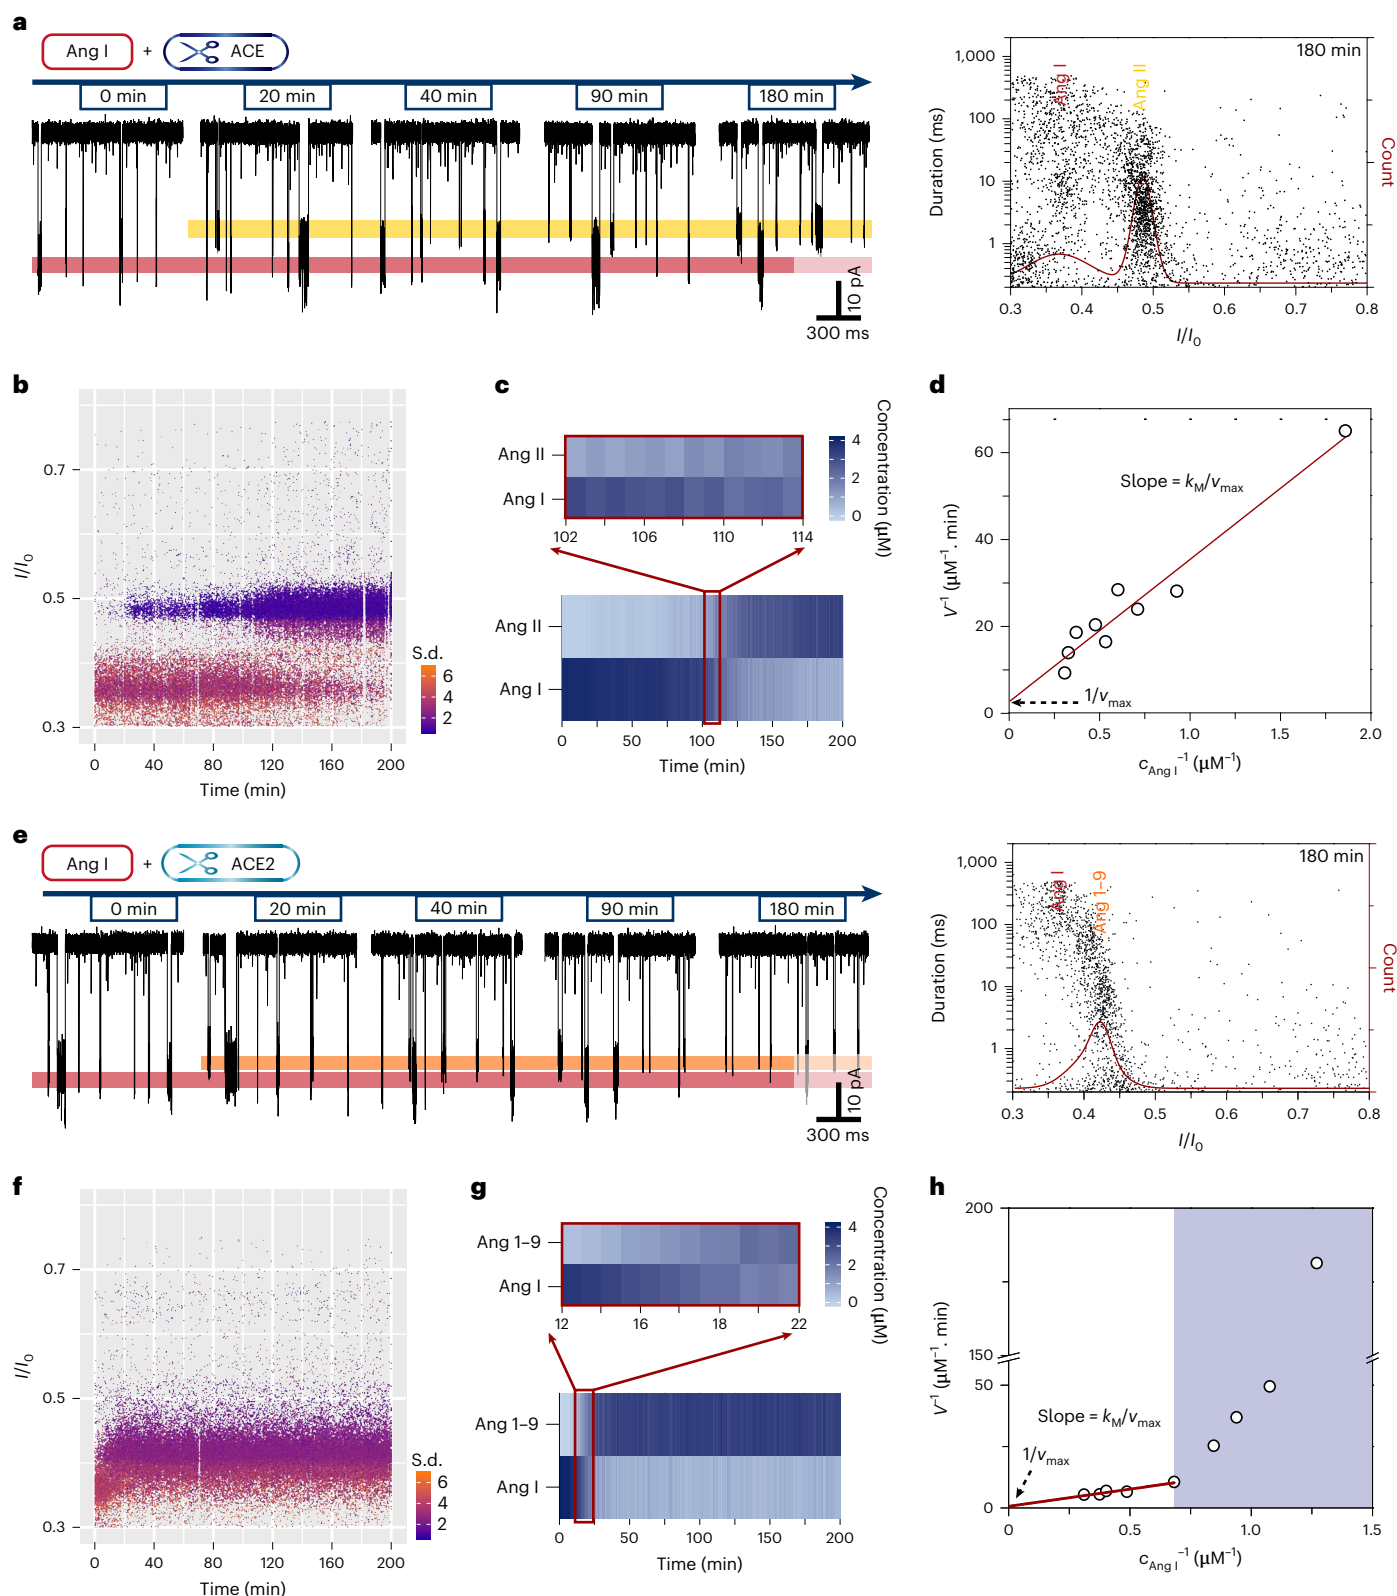 a
Ang I + ACE
0 min 20 min 40 min 90 min 180 min
10 pA
300 ms
180 min
Ang I
Ang II
1,000
100
10
1
Duration (ms)
Count
0.3 0.4 0.5 0.6 0.7 0.8
I/I0
b
0.7
0.5
0.3
I/I0
S.d.
6
4
2
0 40 80 120 160 200
Time (min)
c
Ang II
Ang I
102 106 110 114
4
2
0
Concentration (µM)
Ang II
Ang I
0 50 100 150 200
Time (min)
d
60
40
20
0
V−1 (µM−1. min)
Slope = kM/vmax
1/vmax
0 0.5 1.0 1.5 2.0
cAng I−1 (µM−1)
e
Ang I + ACE2
0 min 20 min 40 min 90 min 180 min
10 pA
300 ms
180 min
Ang I
Ang 1–9
1,000
100
10
1
Duration (ms)
Count
0.3 0.4 0.5 0.6 0.7 0.8
I/I0
f
0.7
0.5
0.3
I/I0
S.d.
6
4
2
0 40 80 120 160 200
Time (min)
g
Ang 1–9
Ang I
12 16 18 22
4
2
0
Concentration (µM)
Ang 1–9
Ang I
0 50 100 150 200
Time (min)
h
200
150
50
0
V−1 (µM−1. min)
Slope = kM/vmax
1/vmax
0 0.5 1.0 1.5
cAng I−1 (µM−1)